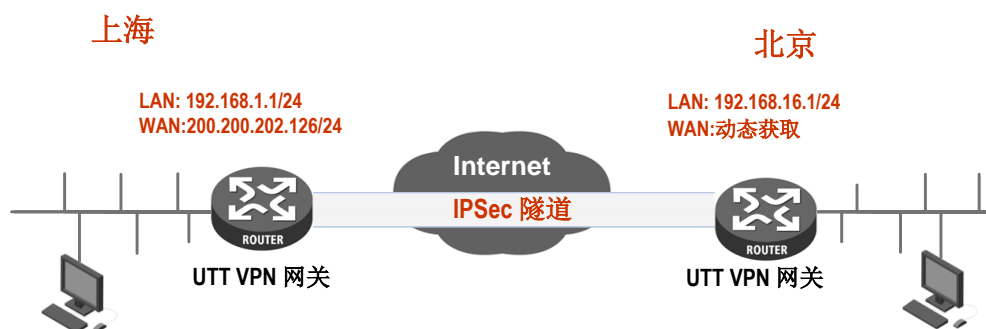 上海
北京
LAN: 192.168.1.1/24
WAN:200.200.202.126/24
LAN: 192.168.16.1/24
WAN:动态获取
Internet
IPSec 隧道
ROUTER
ROUTER
UTT VPN 网关
UTT VPN 网关